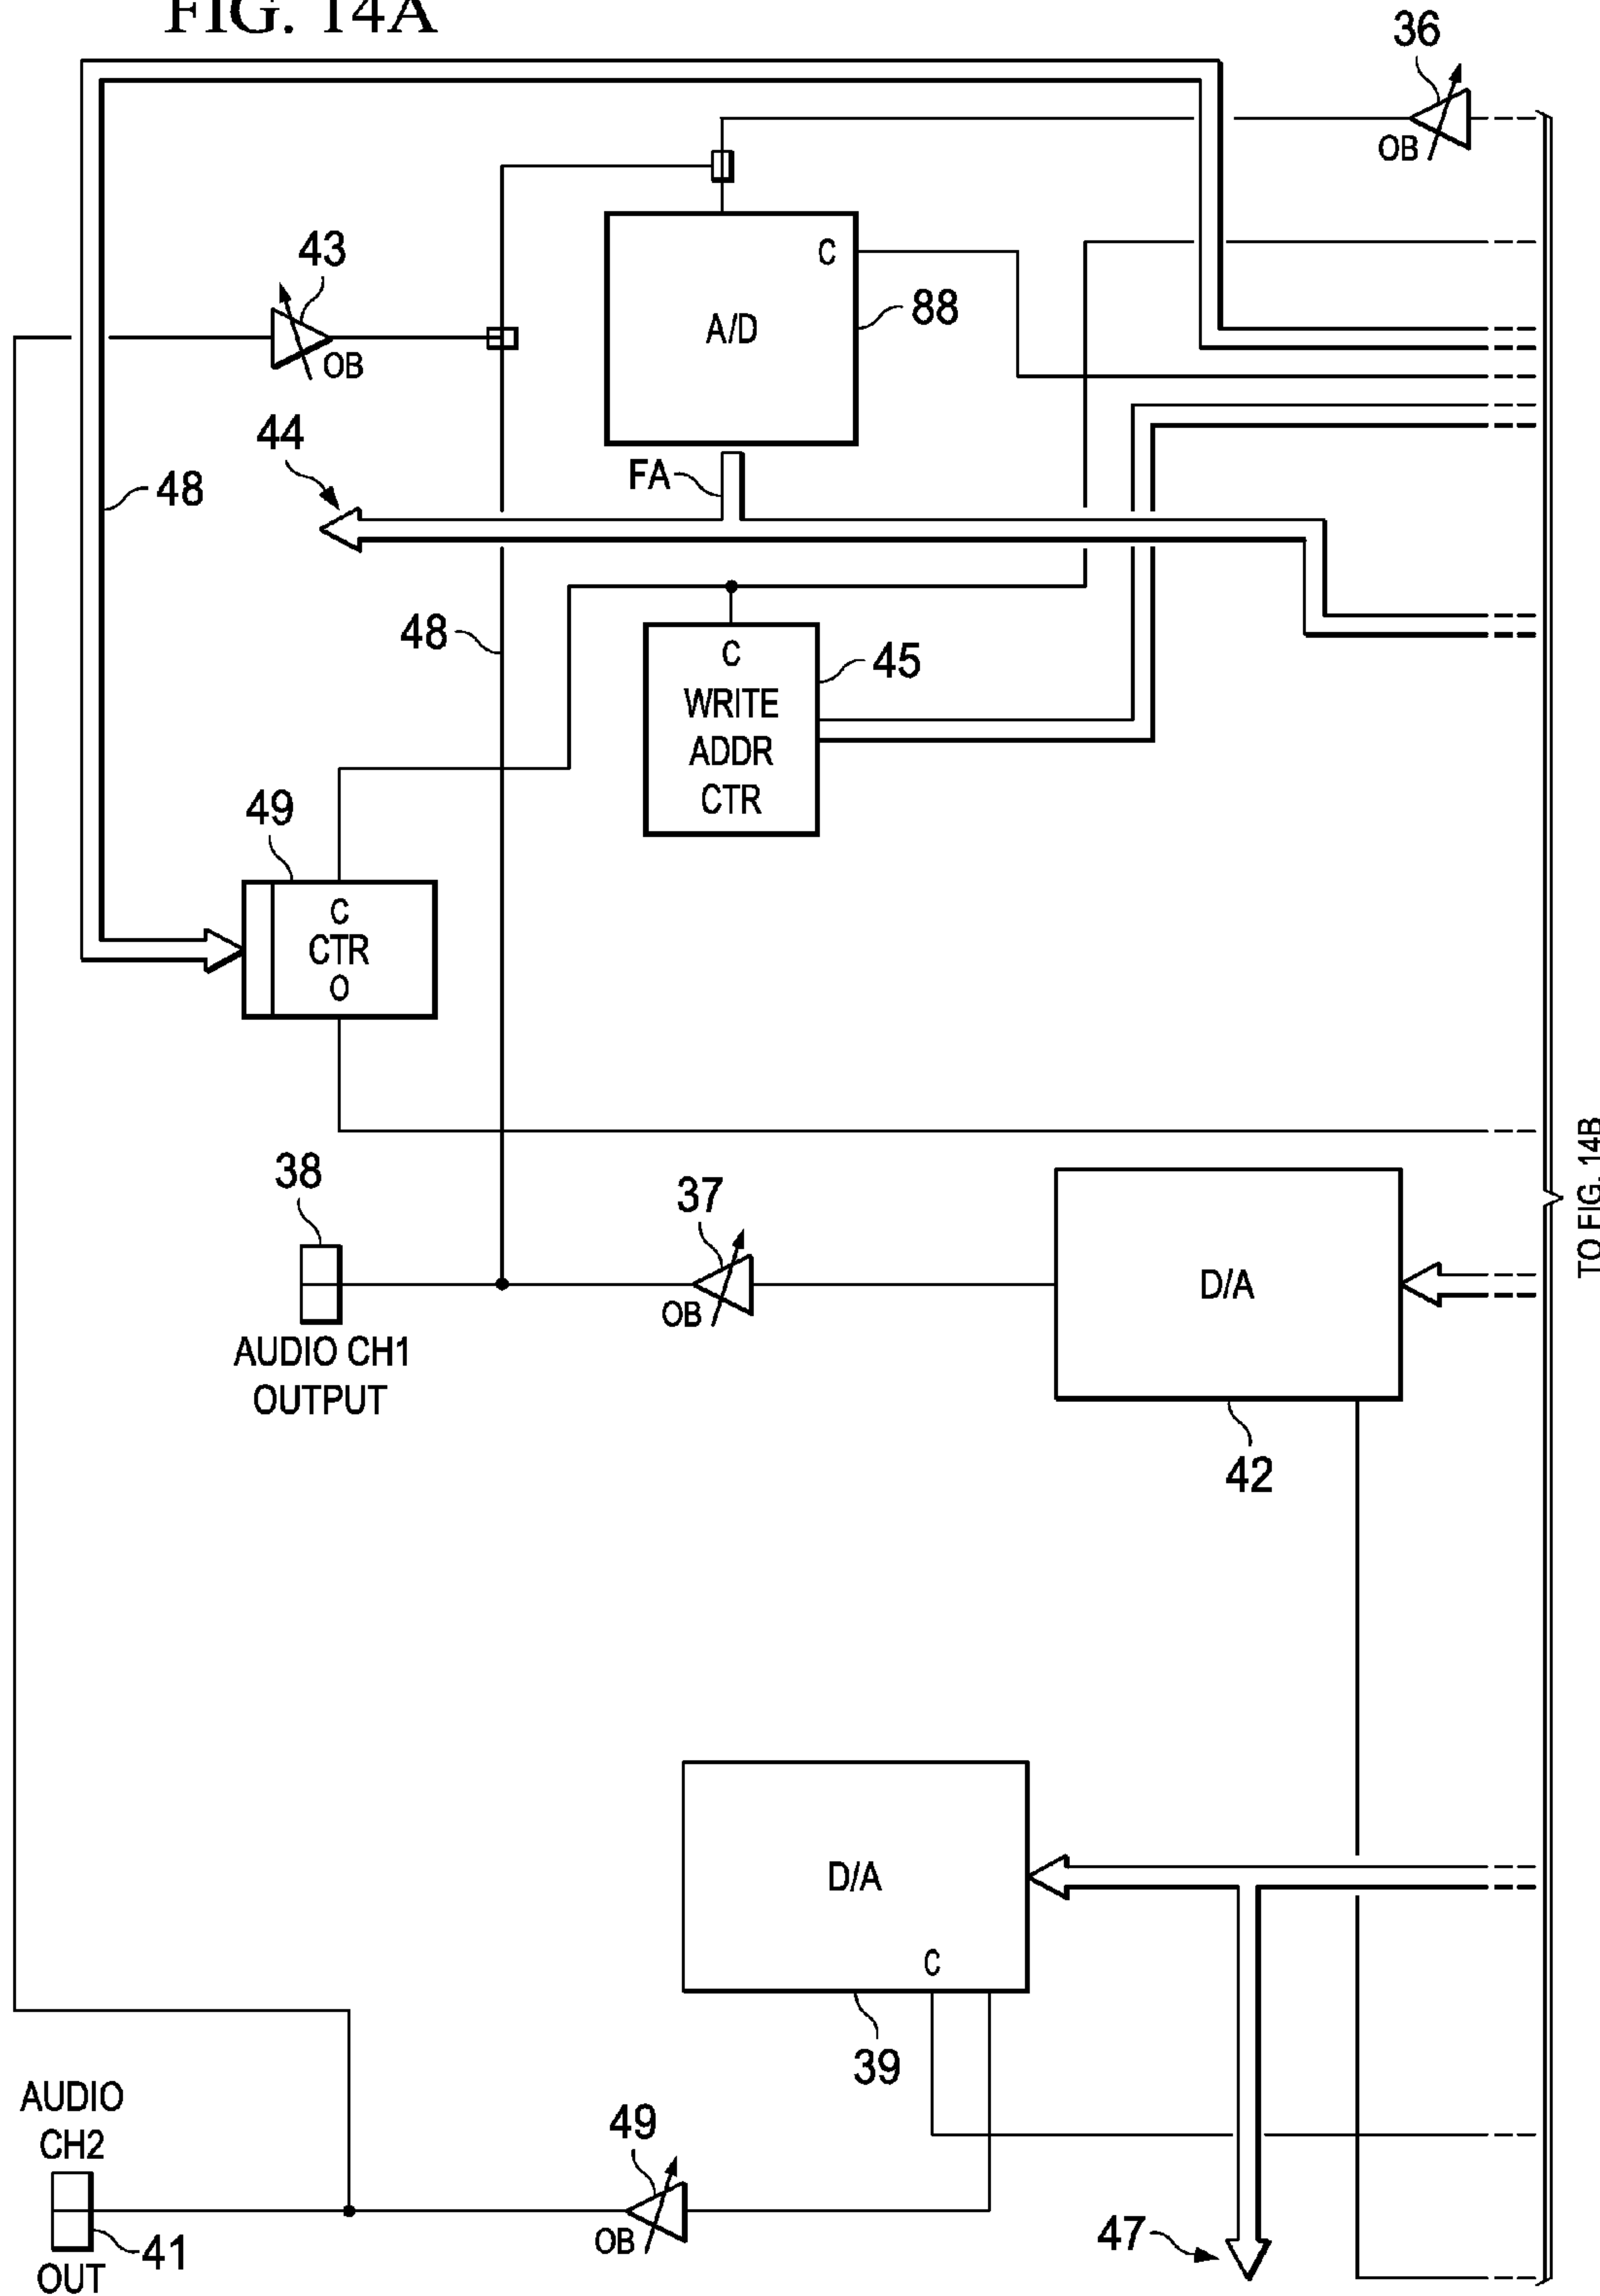 FIG. 14A
36
OB
43
OB
C
88
A/D
44
FA
48
48
C
45
WRITE
ADDR
CTR
49
C
CTR
O
TO FIG. 14B
38
37
OB
D/A
AUDIO CH1
OUTPUT
42
D/A
C
39
AUDIO
CH2
49
OB
41
OUT
47